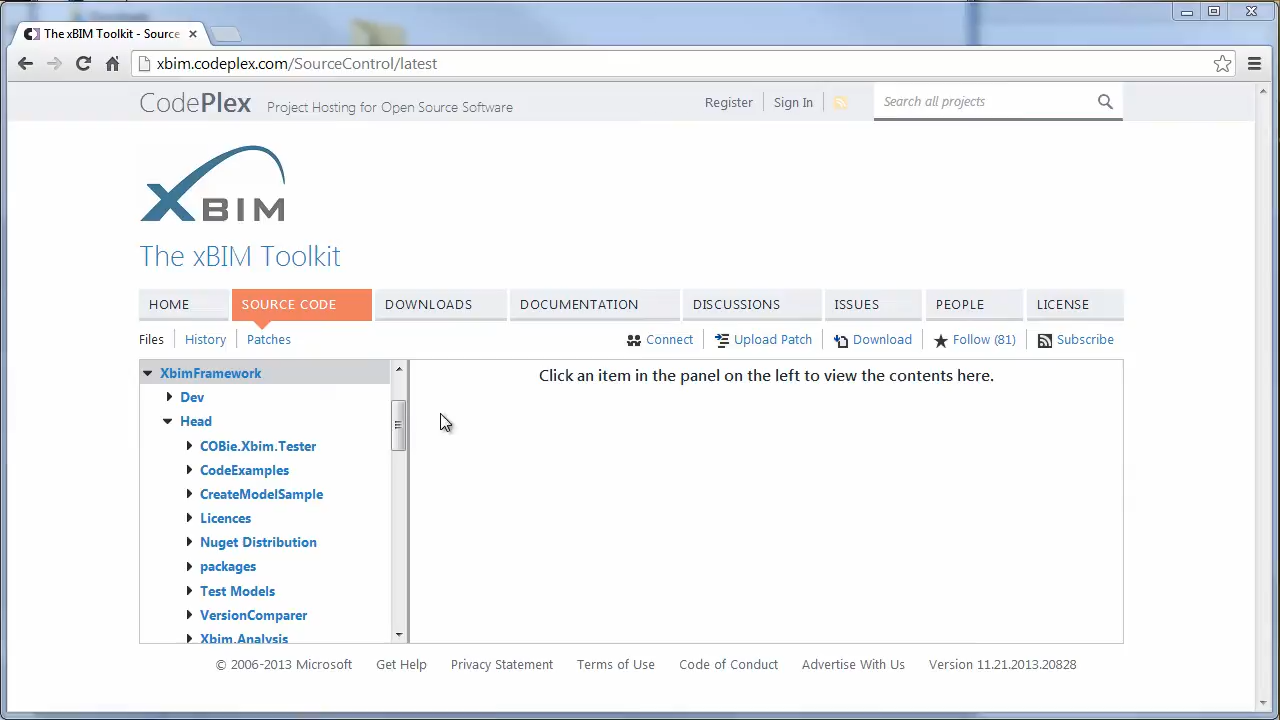 The xBIM Toolkit - Source
xbim.codeplex.com/SourceControl/latest
CodePlex Project Hosting for Open Source Software
Register Sign In Search all projects
XBIM
The xBIM Toolkit
HOME SOURCE CODE DOWNLOADS DOCUMENTATION DISCUSSIONS ISSUES PEOPLE LICENSE
Files History Patches Connect Upload Patch Download Follow (81) Subscribe
XbimFramework
Click an item in the panel on the left to view the contents here.
Dev
Head
COBie.Xbim.Tester
CodeExamples
CreateModelSample
Licences
Nuget Distribution
packages
Test Models
VersionComparer
Xbim.Analysis
© 2006-2013 Microsoft Get Help Privacy Statement Terms of Use Code of Conduct Advertise With Us Version 11.21.2013.20828